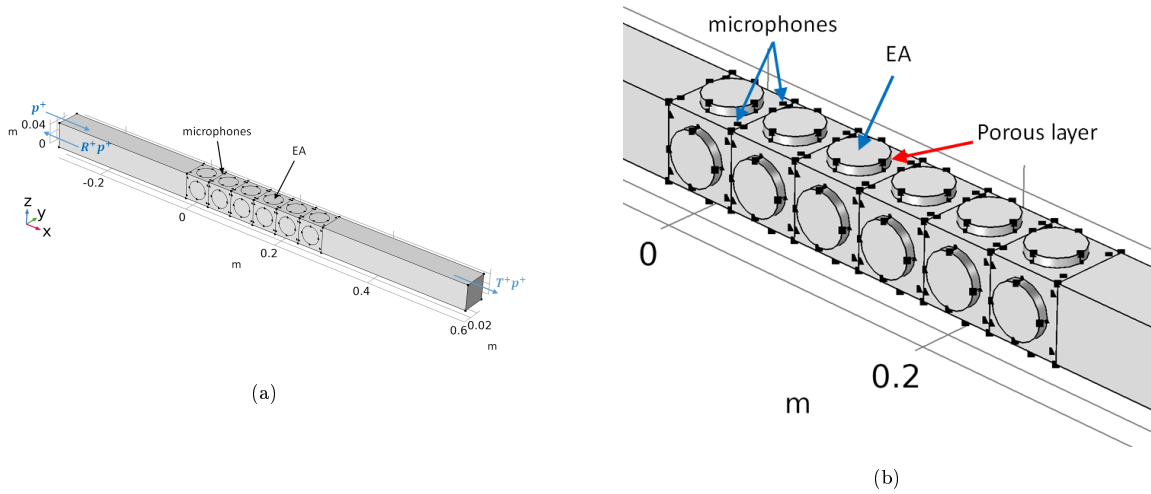 p⁺
m 0.04
0
R⁺p⁺
microphones
EA
-0.2
z
y
x
0
m
0.2
0.4
T⁺p⁺
0.6 0.02
m
(a)
microphones
EA
Porous layer
0
0.2
m
(b)